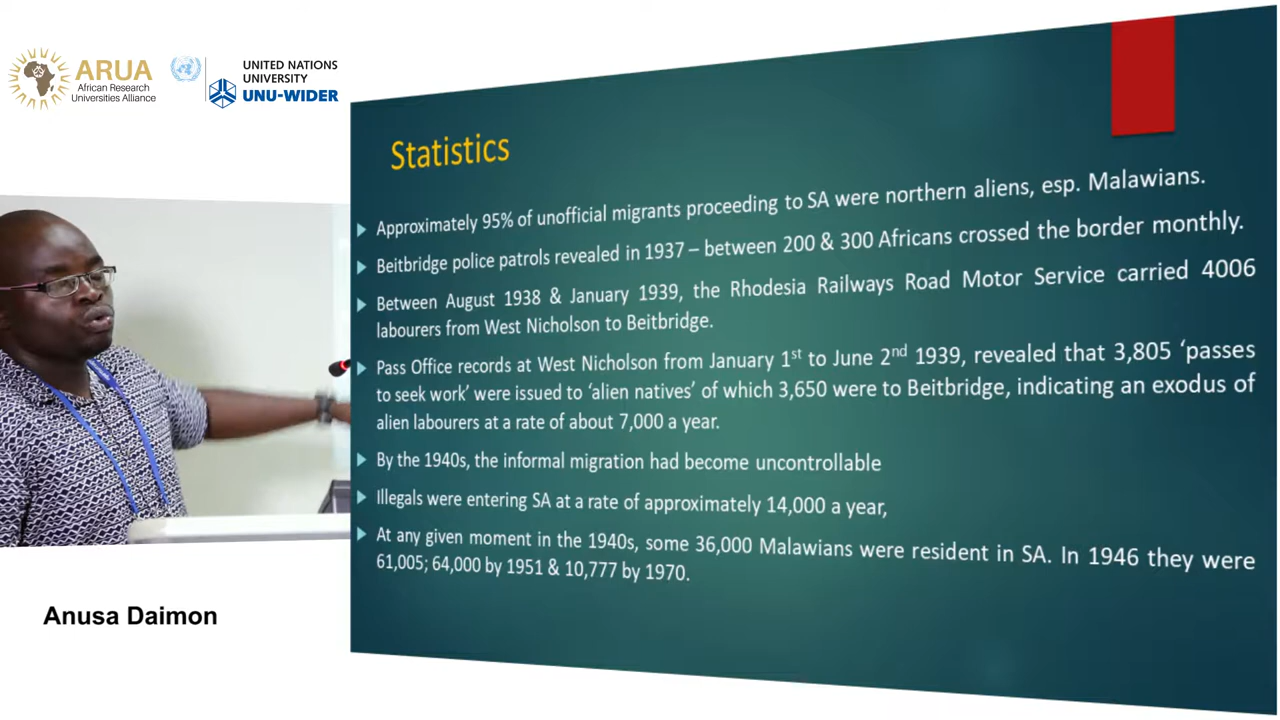 ARUA
African Research
Universities Alliance
UNITED NATIONS
UNIVERSITY
UNU-WIDER
Statistics
Approximately 95% of unofficial migrants proceeding to SA were northern aliens, esp. Malawians.
Beitbridge police patrols revealed in 1937 – between 200 & 300 Africans crossed the border monthly.
Between August 1938 & January 1939, the Rhodesia Railways Road Motor Service carried 4006
labourers from West Nicholson to Beitbridge.
Pass Office records at West Nicholson from January 1st to June 2nd 1939, revealed that 3,805 ‘passes
to seek work’ were issued to ‘alien natives’ of which 3,650 were to Beitbridge, indicating an exodus of
alien labourers at a rate of about 7,000 a year.
By the 1940s, the informal migration had become uncontrollable
Illegals were entering SA at a rate of approximately 14,000 a year,
At any given moment in the 1940s, some 36,000 Malawians were resident in SA. In 1946 they were
61,005; 64,000 by 1951 & 10,777 by 1970.
Anusa Daimon